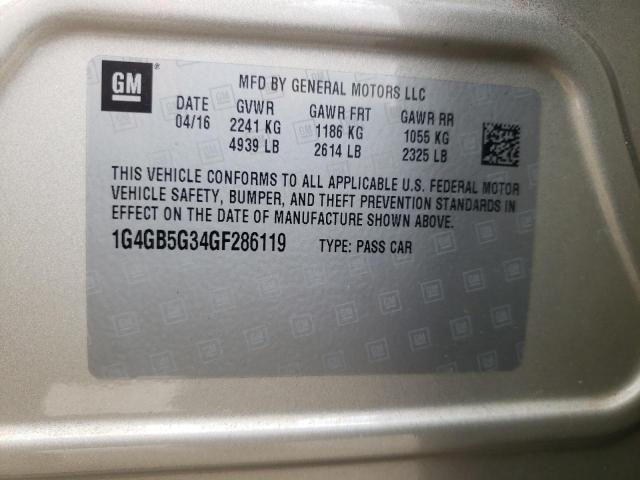 GM ®
MFD BY GENERAL MOTORS LLC
DATE GVWR GAWR FRT GAWR RR
04/16 2241 KG 1186 KG 1055 KG
4939 LB 2614 LB 2325 LB
THIS VEHICLE CONFORMS TO ALL APPLICABLE U.S. FEDERAL MOTOR
VEHICLE SAFETY, BUMPER, AND THEFT PREVENTION STANDARDS IN
EFFECT ON THE DATE OF MANUFACTURE SHOWN ABOVE.
1G4GB5G34GF286119 TYPE: PASS CAR